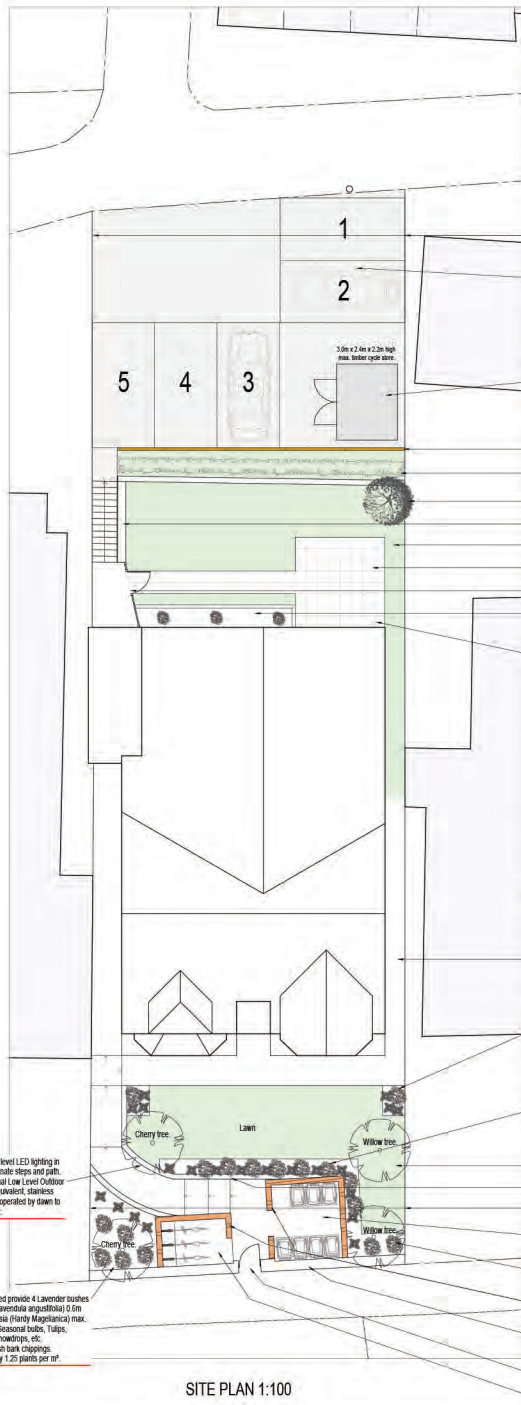 1
2
3.0m x 2.4m x 2.2m high
max. timber cycle store.
5 4 3
Cherry tree.
Lawn
Willow tree.
level LED lighting in
nate steps and path.
al Low Level Outdoor
quivalent, stainless
operated by dawn to
Cherry tree.
Willow tree.
ed provide 4 Lavender bushes
avendula angustifolia) 0.6m
sia (Hardy Magelianica) max.
Seasonal bulbs, Tulips,
nowdrops, etc.
sh bark chippings.
y 1.25 plants per m².
SITE PLAN 1:100